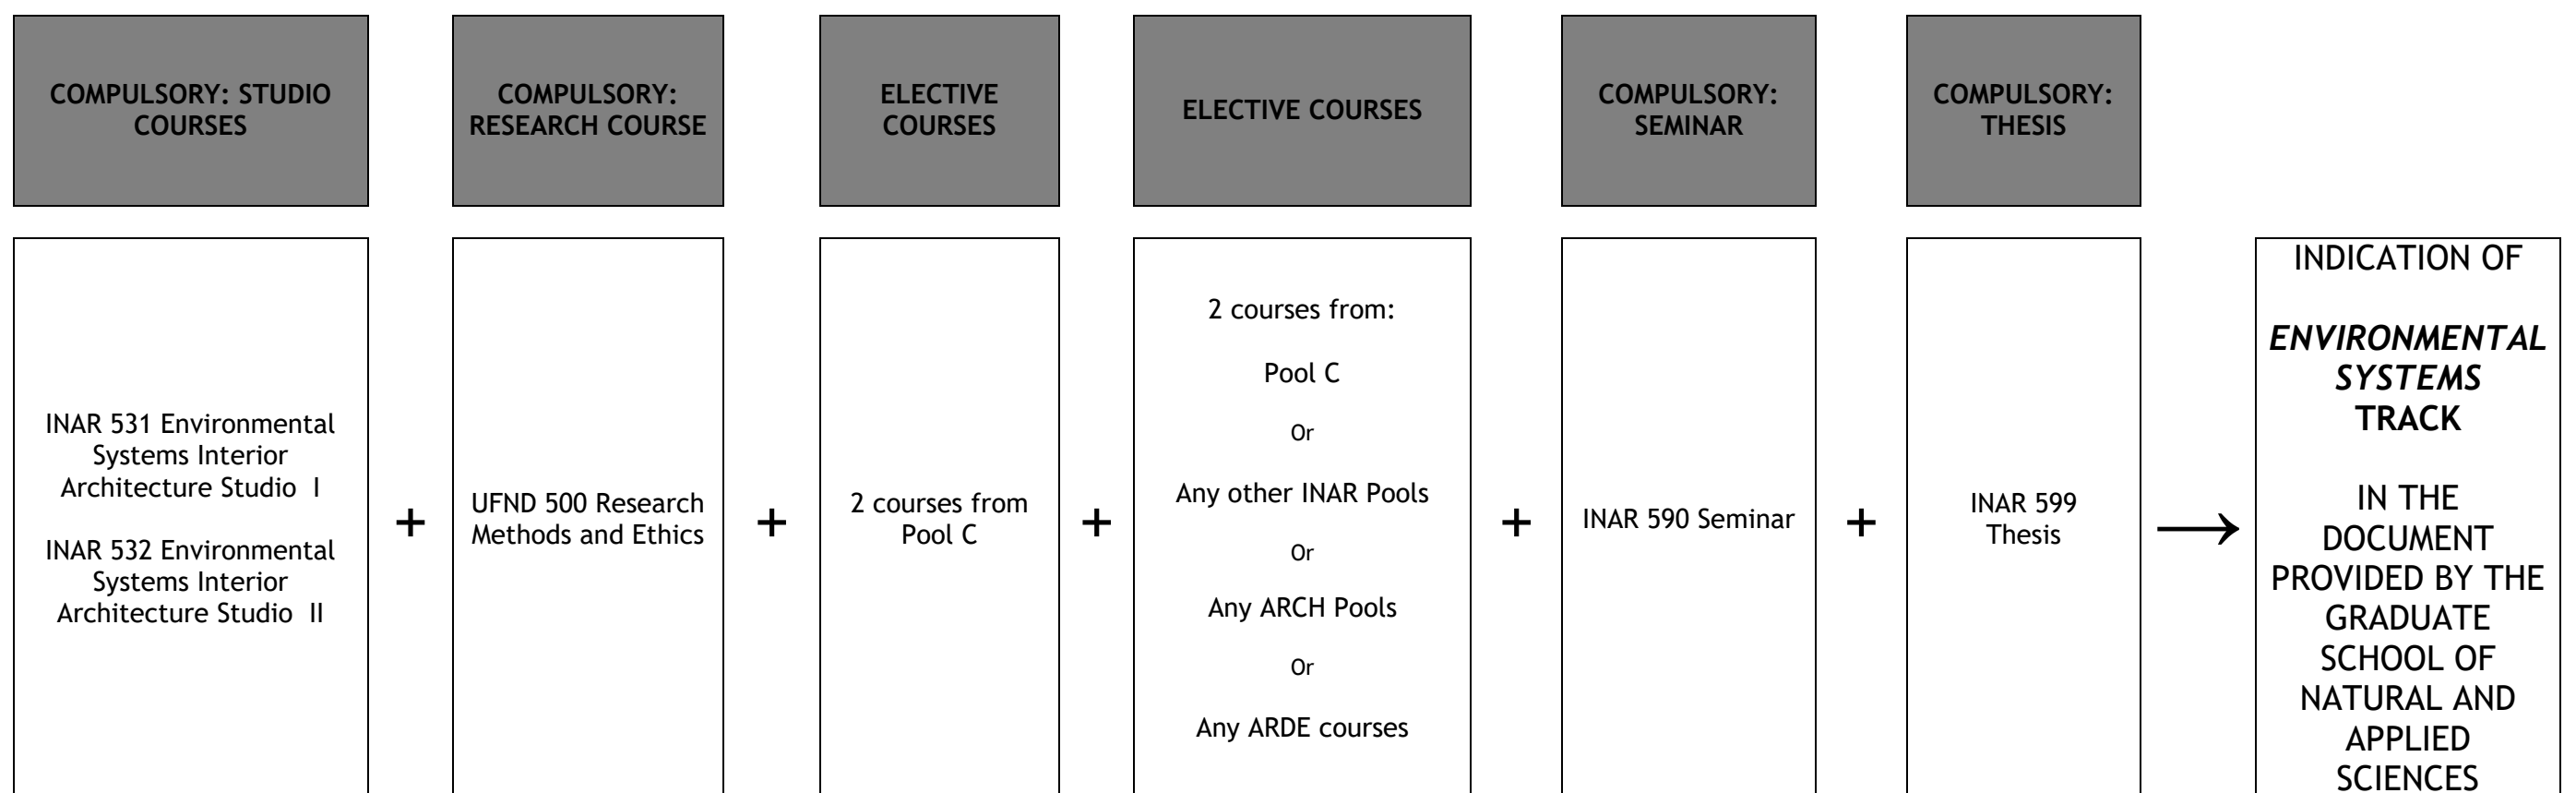 COMPULSORY: STUDIO
COURSES
COMPULSORY:
RESEARCH COURSE
ELECTIVE
COURSES
ELECTIVE COURSES
COMPULSORY:
SEMINAR
COMPULSORY:
THESIS
INAR 531 Environmental
Systems Interior
Architecture Studio I
INAR 532 Environmental
Systems Interior
Architecture Studio II
+
UFND 500 Research
Methods and Ethics
+
2 courses from
Pool C
+
2 courses from:
Pool C
Or
Any other INAR Pools
Or
Any ARCH Pools
Or
Any ARDE courses
+
INAR 590 Seminar
+
INAR 599
Thesis
→
INDICATION OF
ENVIRONMENTAL
SYSTEMS
TRACK
IN THE
DOCUMENT
PROVIDED BY THE
GRADUATE
SCHOOL OF
NATURAL AND
APPLIED
SCIENCES